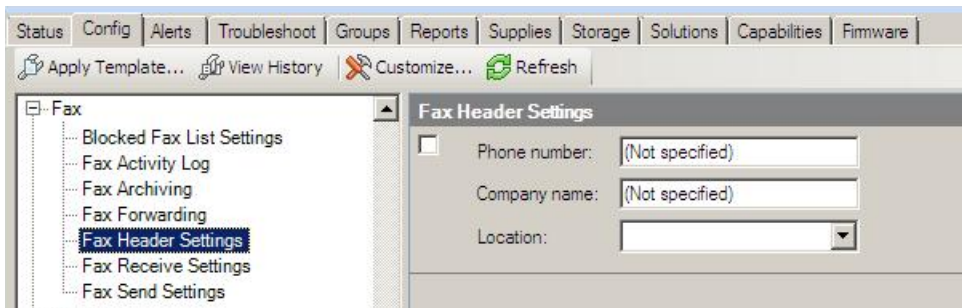 Status Config Alerts Troubleshoot Groups Reports Supplies Storage Solutions Capabilities Firmware
Apply Template... View History Customize... Refresh
Fax
Blocked Fax List Settings
Fax Activity Log
Fax Archiving
Fax Forwarding
Fax Header Settings
Fax Receive Settings
Fax Send Settings
Fax Header Settings
Phone number: (Not specified)
Company name: (Not specified)
Location: